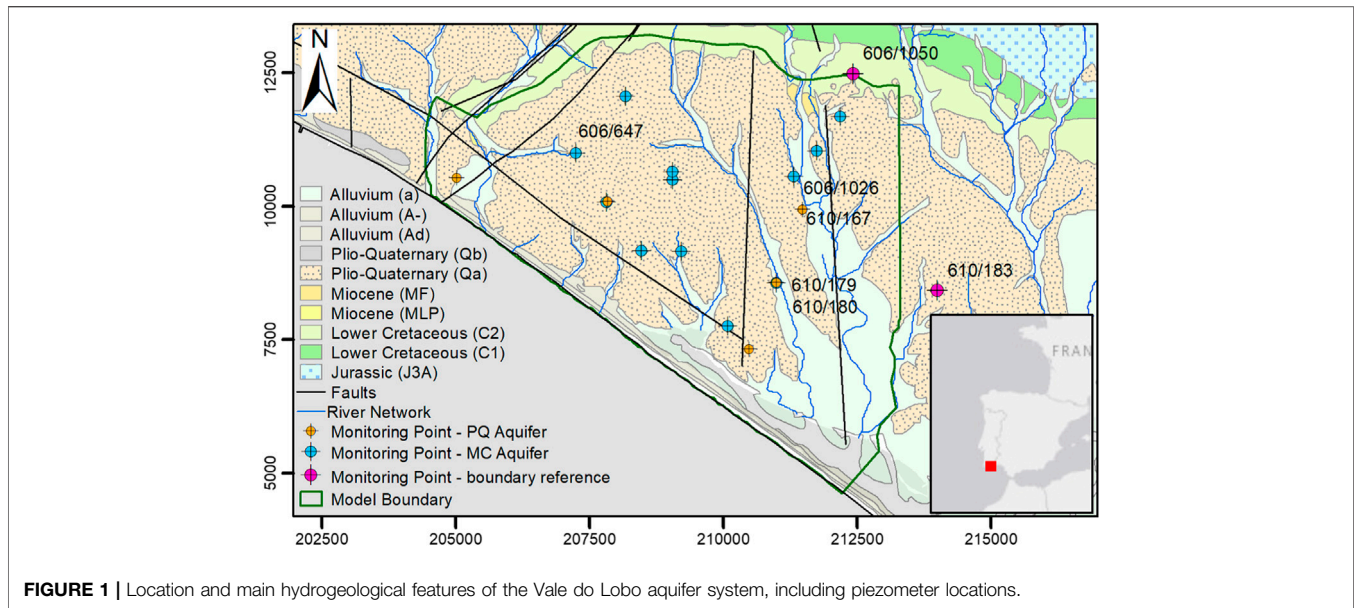 N
606/1050
606/647
606/1026
610/167
610/183
610/179
610/180
12500
10000
7500
5000
Alluvium (a)
Alluvium (A-)
Alluvium (Ad)
Plio-Quaternary (Qb)
Plio-Quaternary (Qa)
Miocene (MF)
Miocene (MLP)
Lower Cretaceous (C2)
Lower Cretaceous (C1)
Jurassic (J3A)
Faults
River Network
Monitoring Point - PQ Aquifer
Monitoring Point - MC Aquifer
Monitoring Point - boundary reference
Model Boundary
FRAN
202500 205000 207500 210000 212500 215000
FIGURE 1 | Location and main hydrogeological features of the Vale do Lobo aquifer system, including piezometer locations.